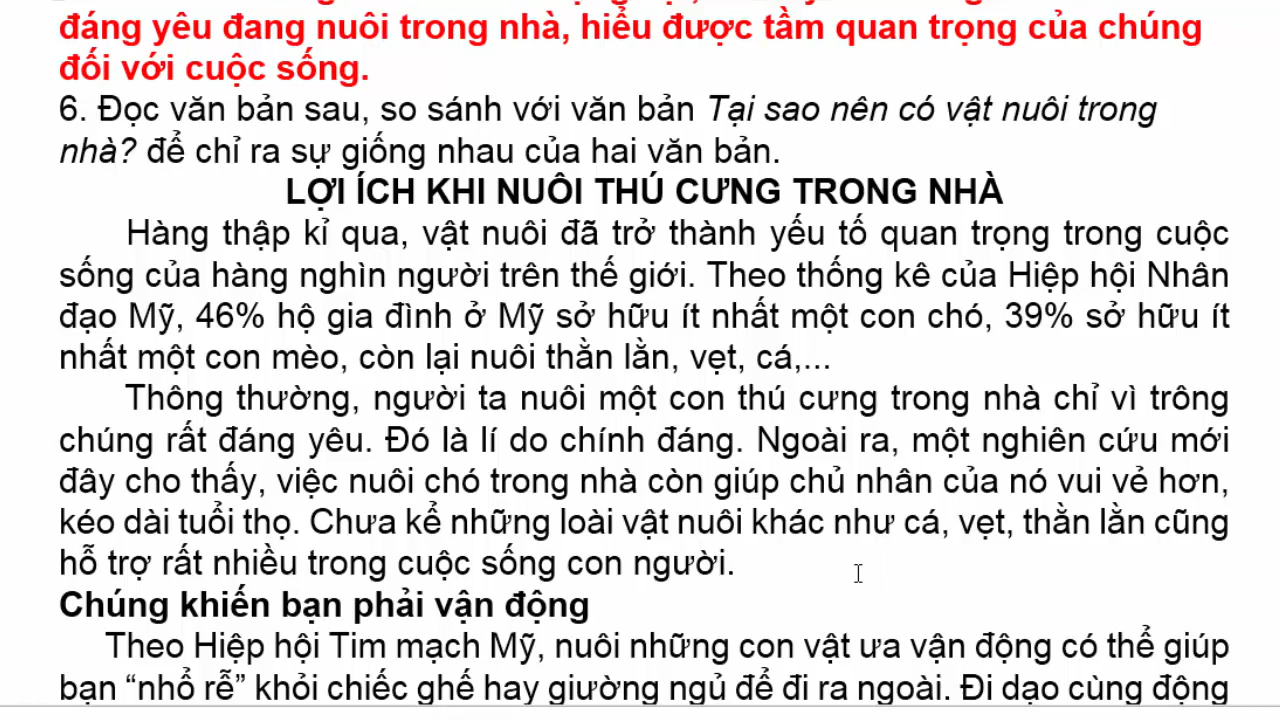 đáng yêu đang nuôi trong nhà, hiểu được tầm quan trọng của chúng
đối với cuộc sống.
6. Đọc văn bản sau, so sánh với văn bản Tại sao nên có vật nuôi trong
nhà? để chỉ ra sự giống nhau của hai văn bản.
LỢI ÍCH KHI NUÔI THÚ CƯNG TRONG NHÀ
Hàng thập kỉ qua, vật nuôi đã trở thành yếu tố quan trọng trong cuộc
sống của hàng nghìn người trên thế giới. Theo thống kê của Hiệp hội Nhân
đạo Mỹ, 46% hộ gia đình ở Mỹ sở hữu ít nhất một con chó, 39% sở hữu ít
nhất một con mèo, còn lại nuôi thằn lằn, vẹt, cá,...
Thông thường, người ta nuôi một con thú cưng trong nhà chỉ vì trông
chúng rất đáng yêu. Đó là lí do chính đáng. Ngoài ra, một nghiên cứu mới
đây cho thấy, việc nuôi chó trong nhà còn giúp chủ nhân của nó vui vẻ hơn,
kéo dài tuổi thọ. Chưa kể những loài vật nuôi khác như cá, vẹt, thằn lằn cũng
hỗ trợ rất nhiều trong cuộc sống con người.
Chúng khiến bạn phải vận động
Theo Hiệp hội Tim mạch Mỹ, nuôi những con vật ưa vận động có thể giúp
bạn “nhổ rễ” khỏi chiếc ghế hay giường ngủ để đi ra ngoài. Đi dạo cùng động